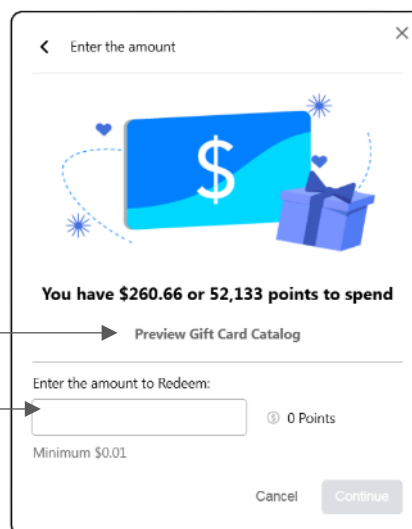 Enter the amount
$
You have $260.66 or 52,133 points to spend
Preview Gift Card Catalog
Enter the amount to Redeem:
$ 0 Points
Minimum $0.01
Cancel Continue